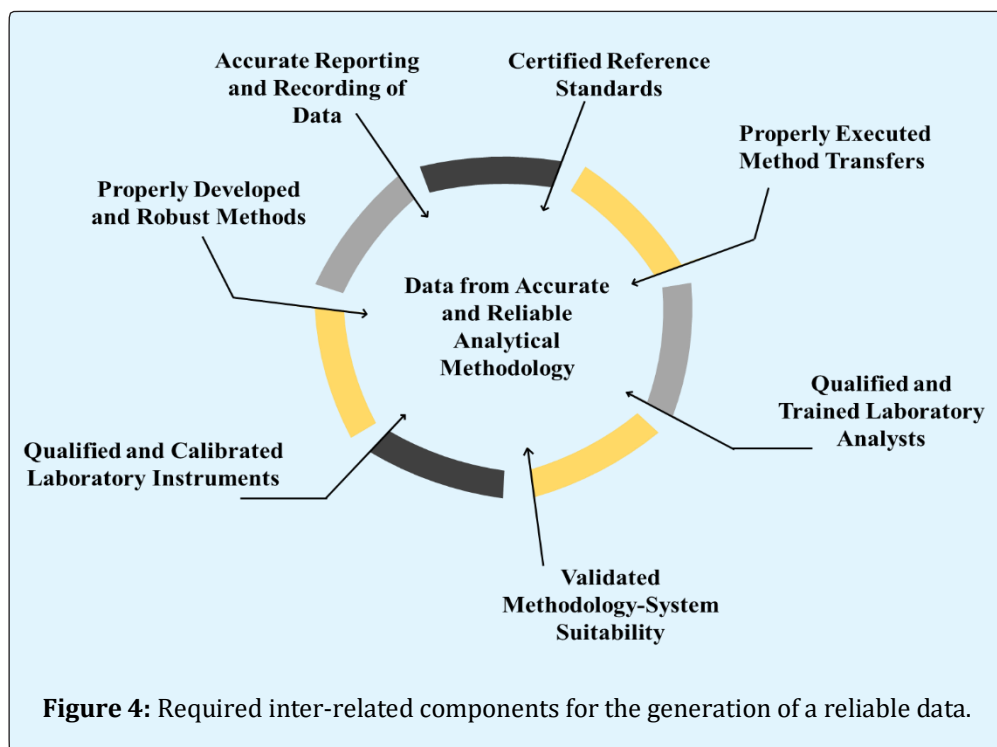 Accurate Reporting
and Recording of
Data
Certified Reference
Standards
Properly Executed
Method Transfers
Properly Developed
and Robust Methods
Data from Accurate
and Reliable
Analytical
Methodology
Qualified and
Trained Laboratory
Analysts
Qualified and Calibrated
Laboratory Instruments
Validated
Methodology-System
Suitability
Figure 4: Required inter-related components for the generation of a reliable data.